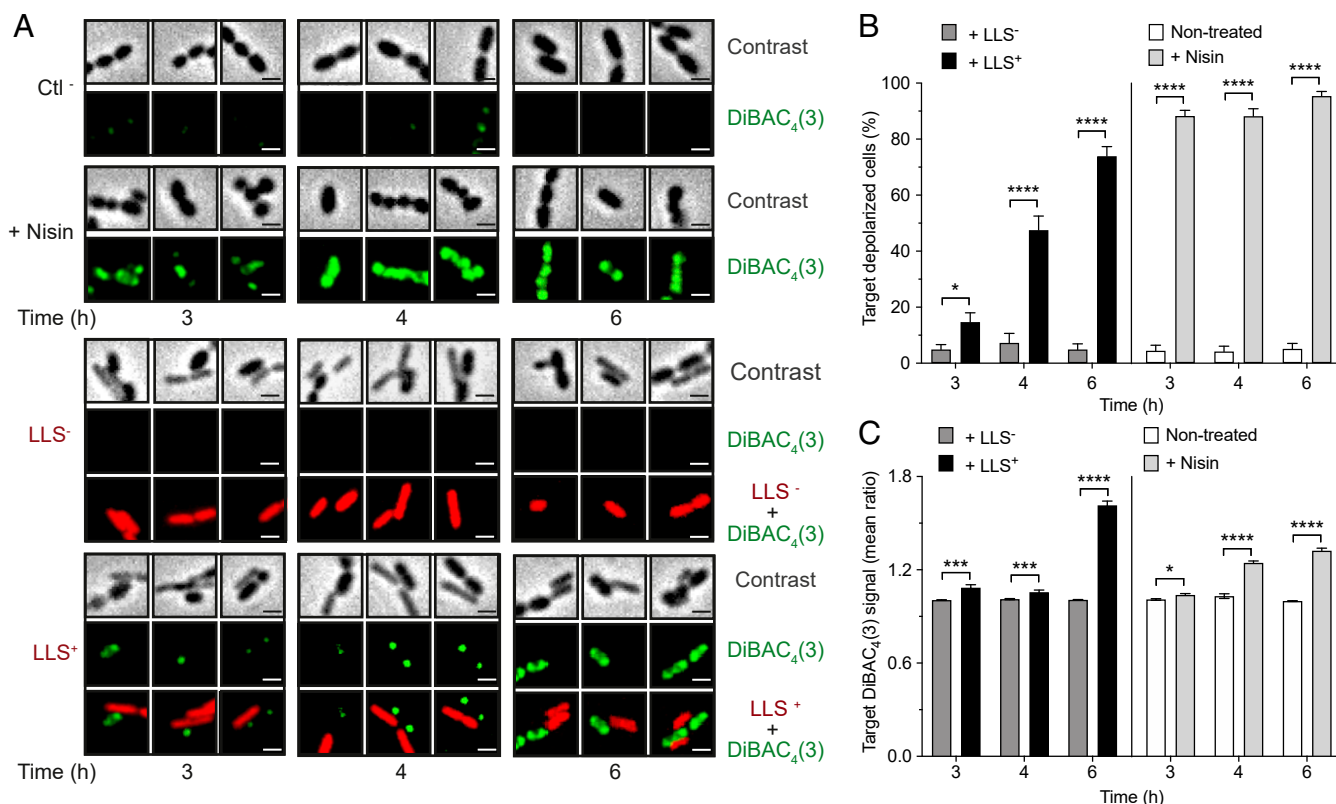 A
Ctl -
Contrast
DiBAC4(3)
+ Nisin
Contrast
DiBAC4(3)
Time (h) 3 4 6
Contrast
LLS-
DiBAC4(3)
LLS -
+
DiBAC4(3)
Contrast
LLS+
DiBAC4(3)
LLS +
+
DiBAC4(3)
Time (h) 3 4 6
B
+ LLS- Non-treated
+ LLS+ + Nisin
Target depolarized cells (%)
100
80
60
40
20
0
* **** **** **** **** ****
3 4 6 3 4 6
Time (h)
C
+ LLS- Non-treated
+ LLS+ + Nisin
Target DiBAC4(3) signal (mean ratio)
1.8
1.2
0.6
0.0
*** *** **** * **** ****
3 4 6 3 4 6
Time (h)